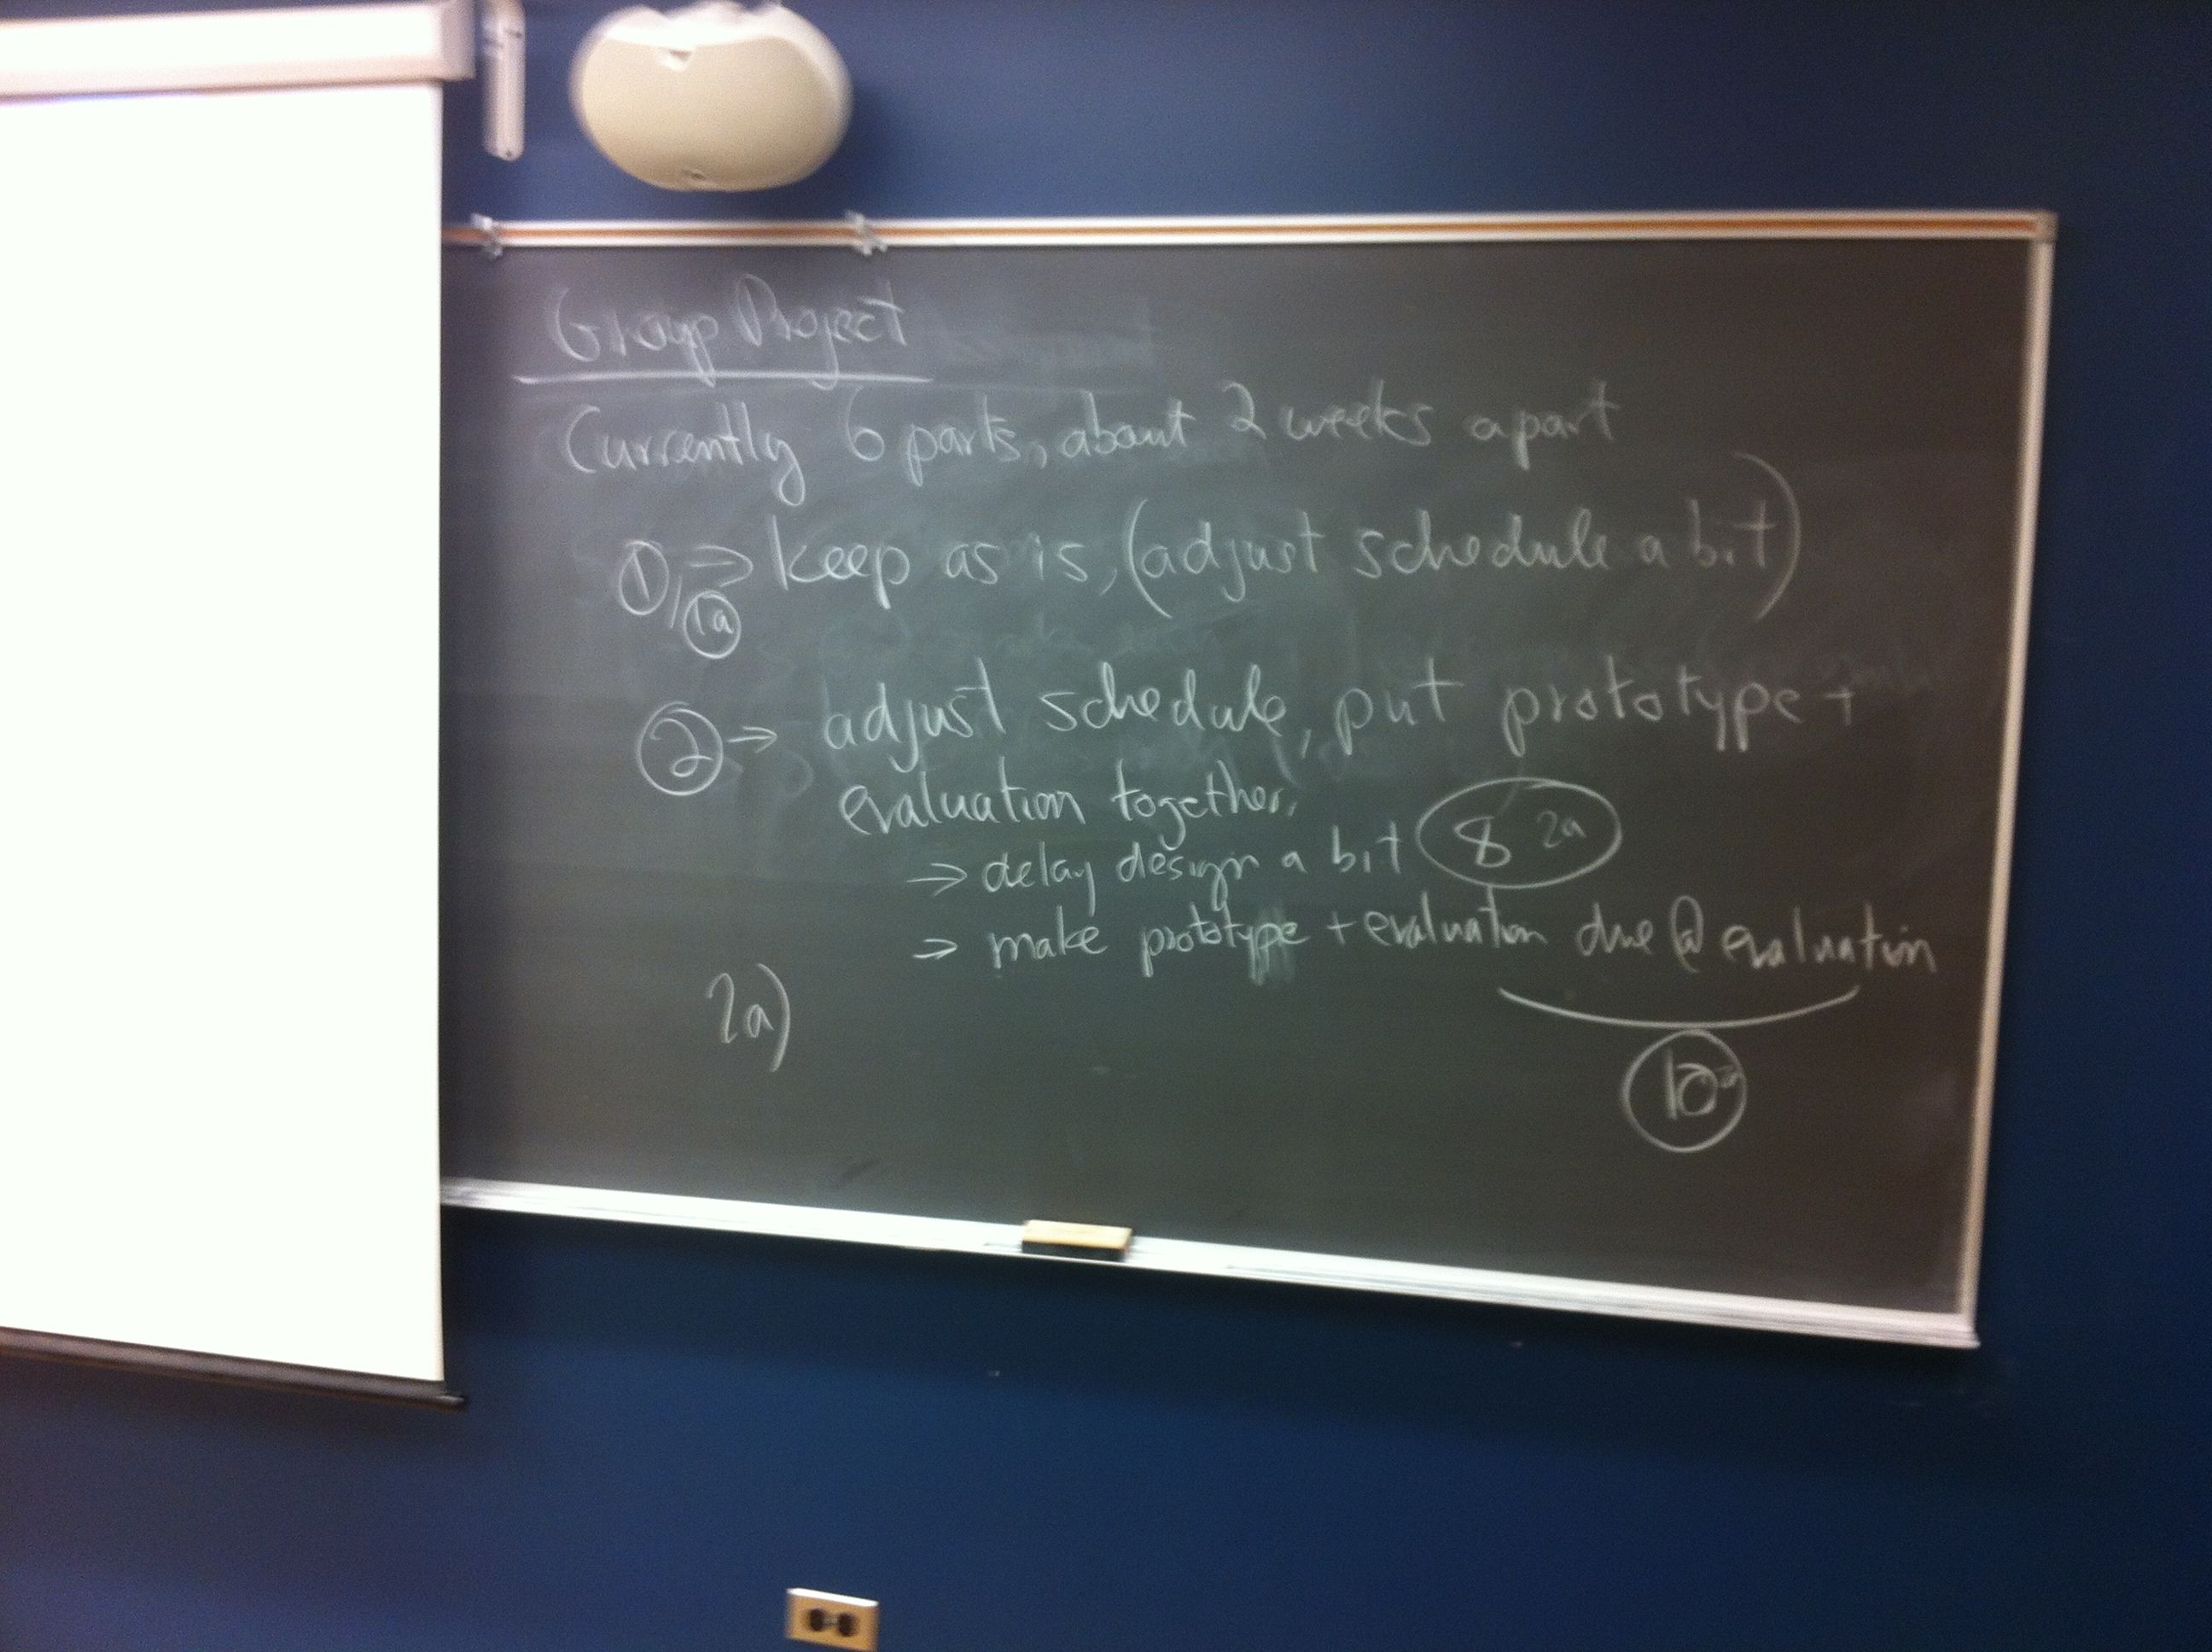 Group Project
Currently 6 parts, about 2 weeks apart
1/1a → keep as is, (adjust schedule a bit)
2 → adjust schedule, put prototype +
evaluation together.
→ delay design a bit 8 2a
→ make prototype + evaluation due @ evaluation
2a)
10